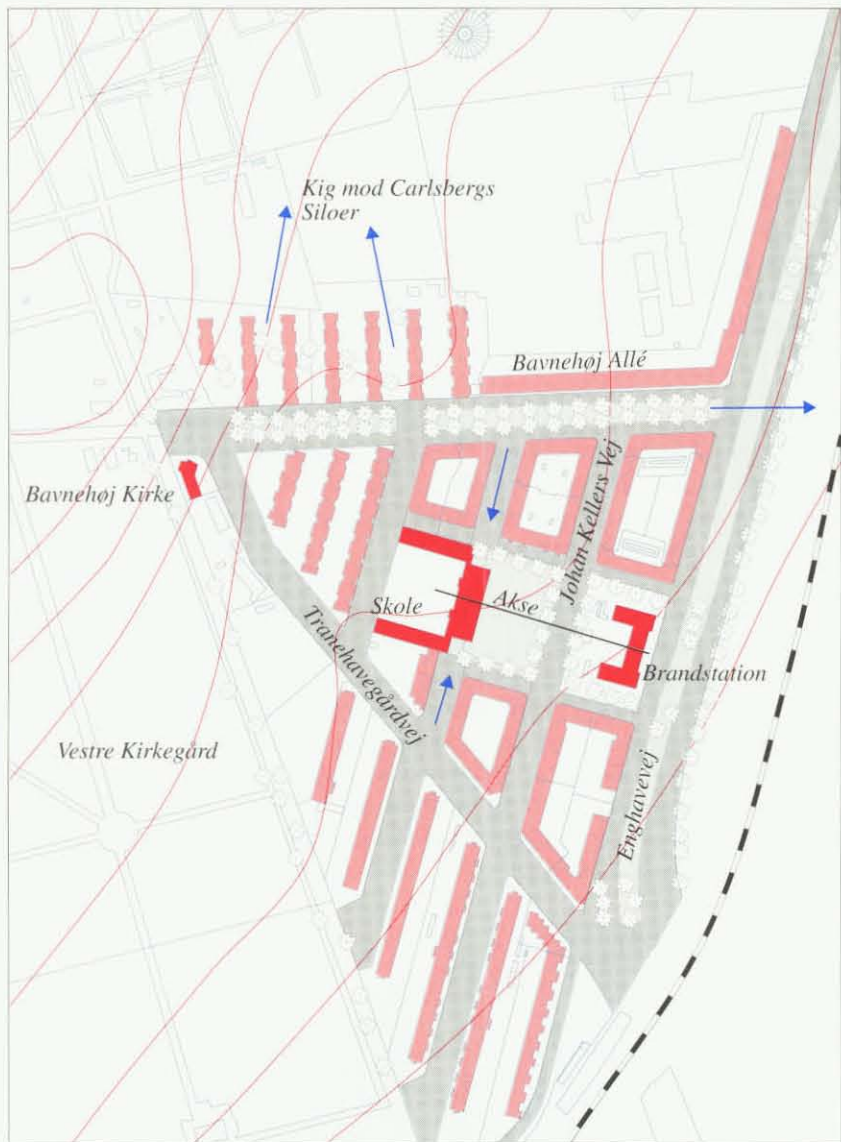 Kig mod Carlsbergs
Siloer
Bavnehøj Allé
Bavnehøj Kirke
Johan Kellers Vej
Skole
Akse
Tranehavegårdvej
Brandstation
Vestre Kirkegård
Enghavevej